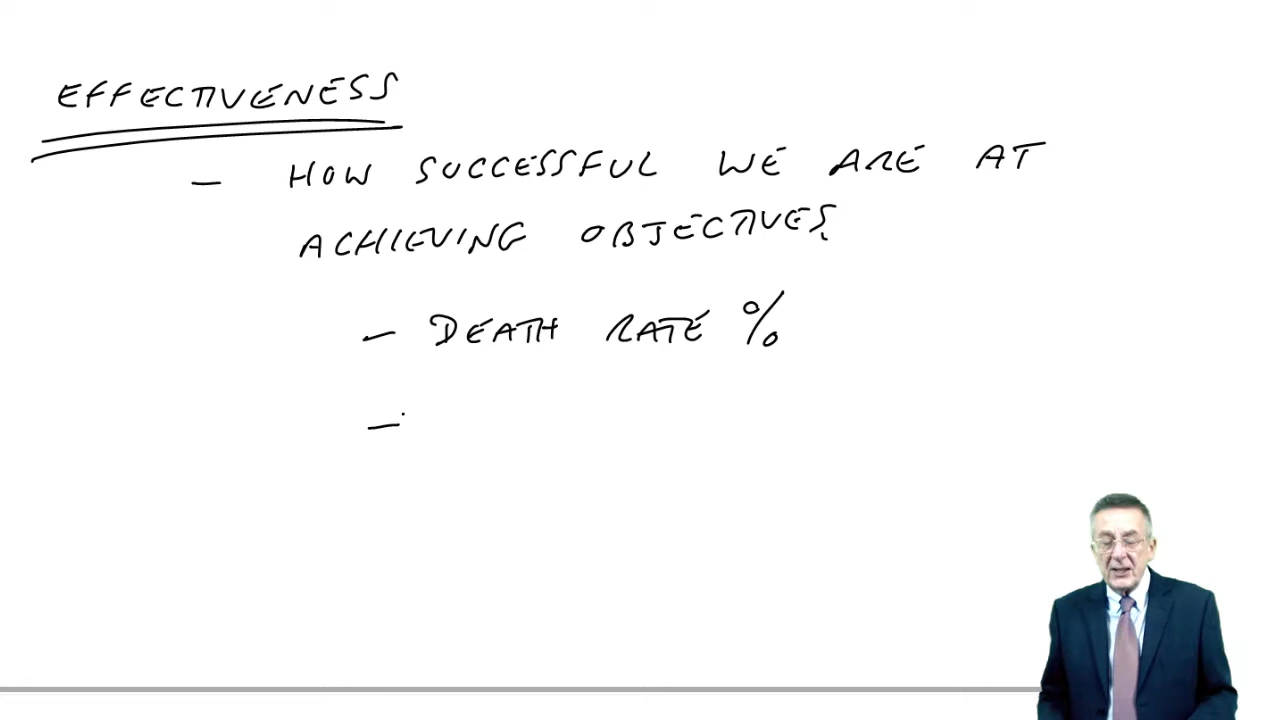 EFFECTIVENESS
- HOW SUCCESSFUL WE ARE AT
ACHIEVING OBJECTIVES
- DEATH RATE %
-